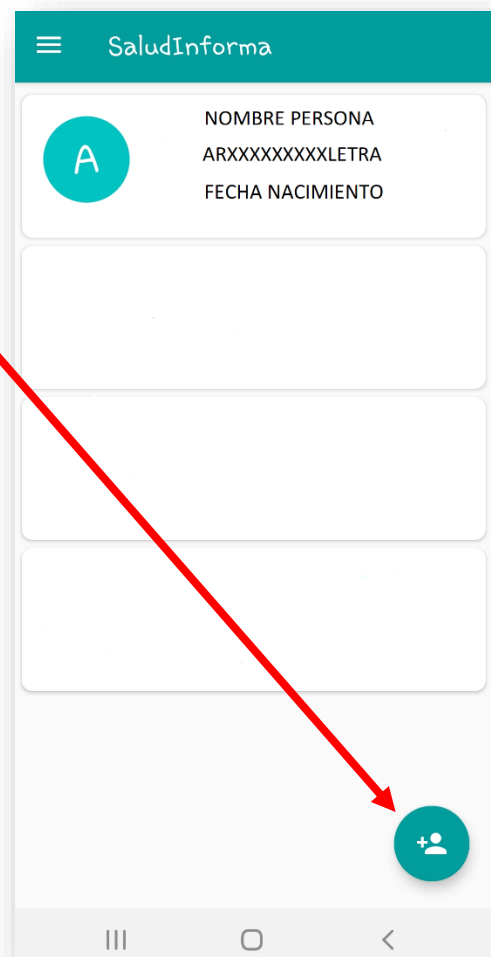 SaludInforma
A
NOMBRE PERSONA
ARXXXXXXXXXLETRA
FECHA NACIMIENTO